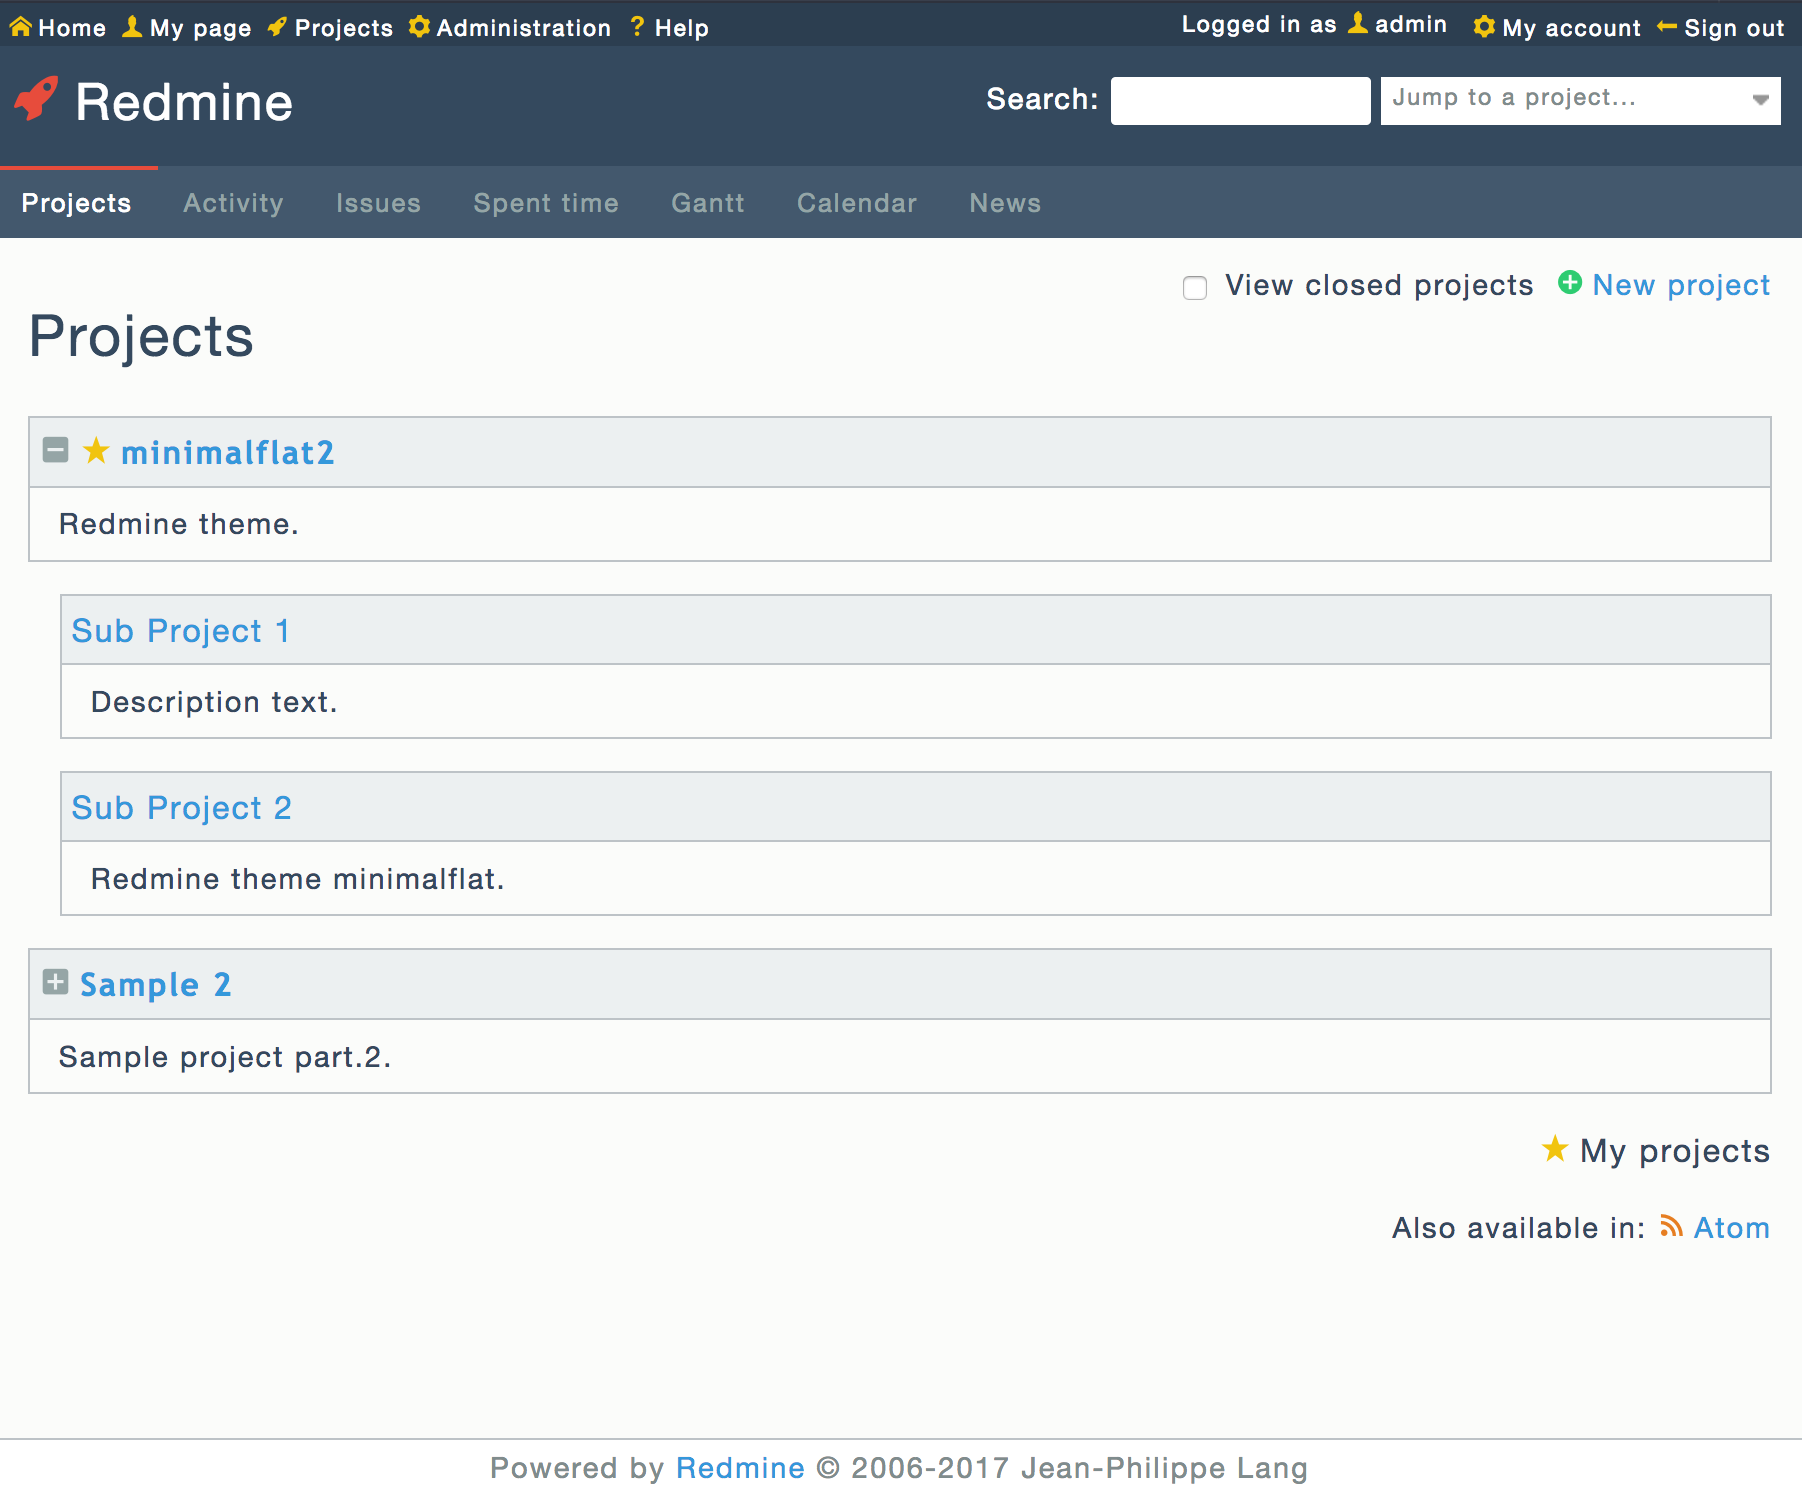 Home My page Projects Administration ? Help Logged in as admin My account Sign out
Redmine Search: Jump to a project...
Projects Activity Issues Spent time Gantt Calendar News
View closed projects New project
Projects
minimalflat2
Redmine theme.
Sub Project 1
Description text.
Sub Project 2
Redmine theme minimalflat.
Sample 2
Sample project part.2.
My projects
Also available in: Atom
Powered by Redmine © 2006-2017 Jean-Philippe Lang